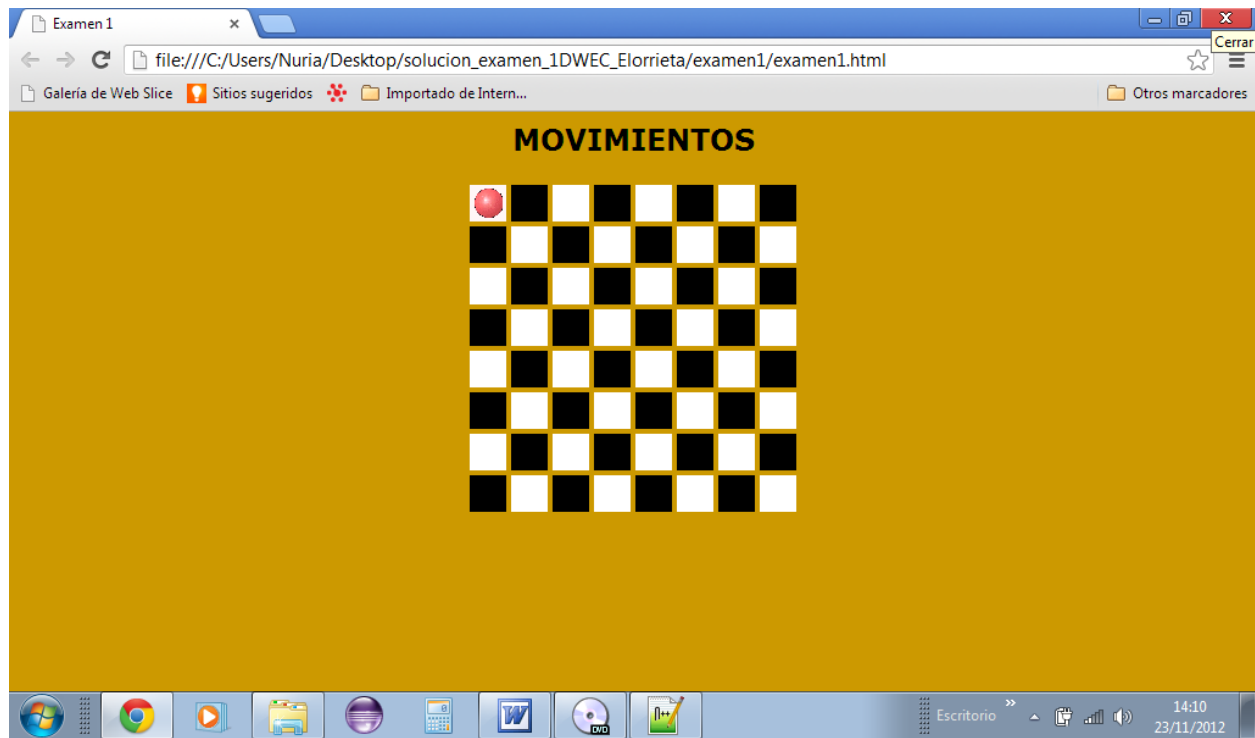 Examen 1
Cerrar
file:///C:/Users/Nuria/Desktop/solucion_examen_1DWEC_Elorrieta/examen1/examen1.html
Galería de Web Slice Sitios sugeridos Importado de Intern... Otros marcadores
MOVIMIENTOS
Escritorio » 14:10
23/11/2012